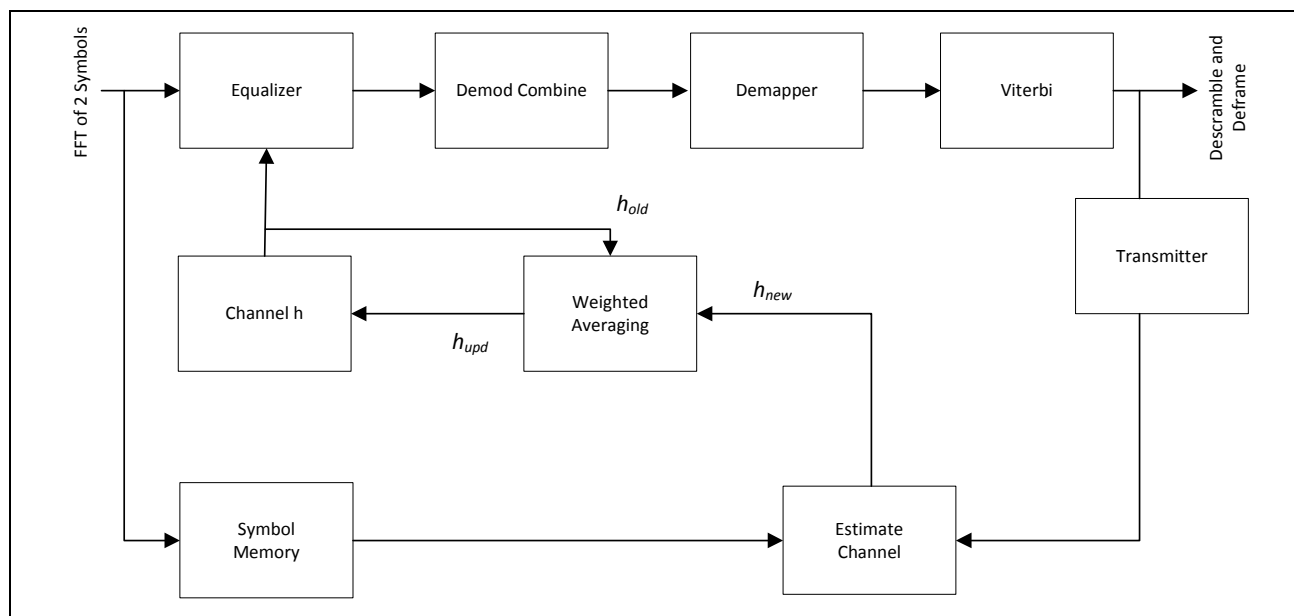 FFT of 2 Symbols
Equalizer
Demod Combine
Demapper
Viterbi
Descramble and
Deframe
h_old
Transmitter
Channel h
Weighted
Averaging
h_new
h_upd
Symbol
Memory
Estimate
Channel